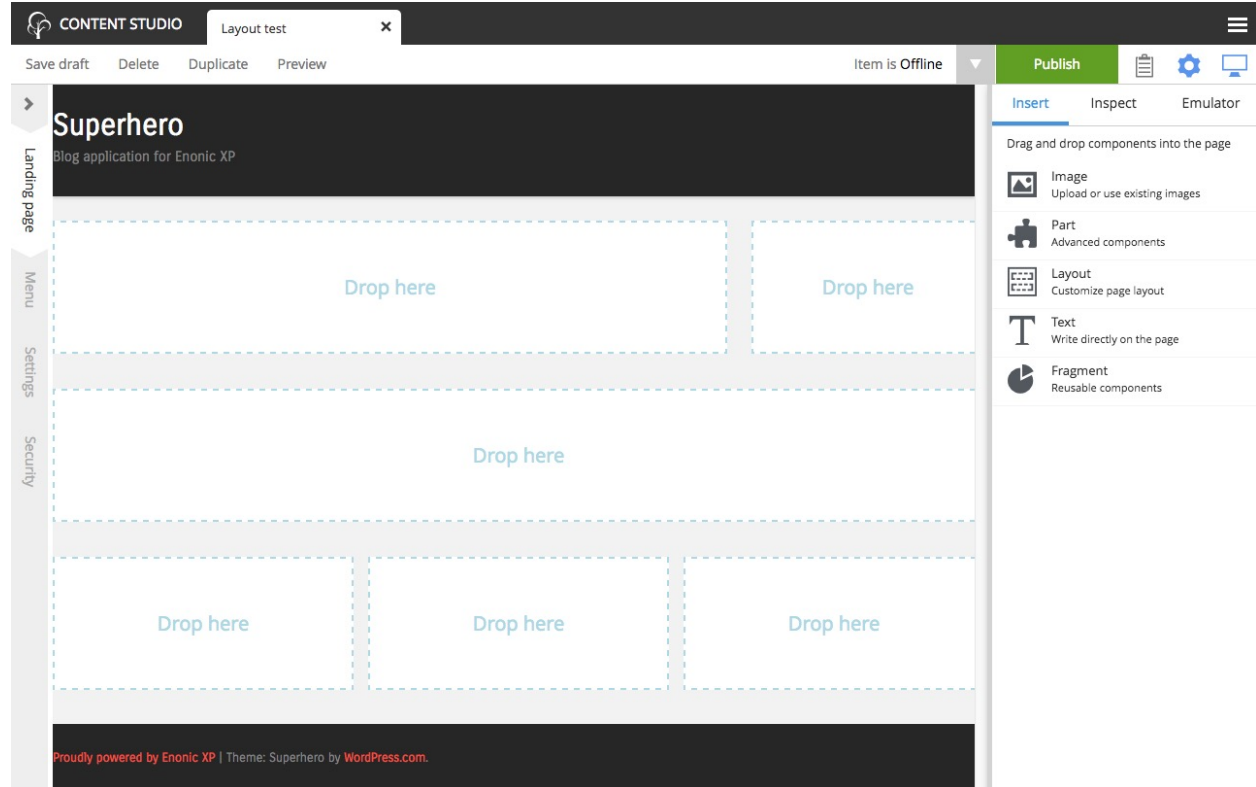 CONTENT STUDIO Layout test
Save draft Delete Duplicate Preview Item is Offline Publish
Insert Inspect Emulator
Landing page
Menu
Settings
Security
Superhero
Blog application for Enonic XP
Drop here Drop here
Drop here
Drop here Drop here Drop here
Proudly powered by Enonic XP | Theme: Superhero by WordPress.com.
Drag and drop components into the page
Image
Upload or use existing images
Part
Advanced components
Layout
Customize page layout
Text
Write directly on the page
Fragment
Reusable components